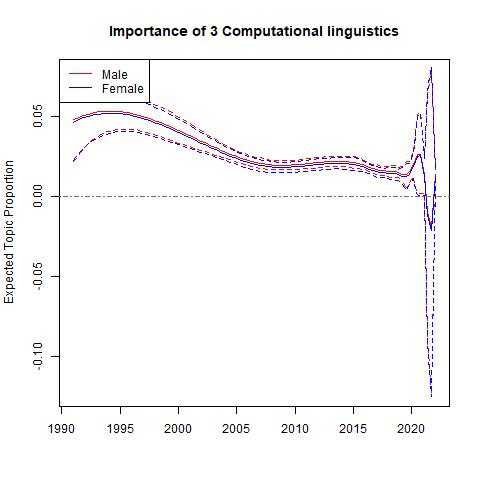 Importance of 3 Computational linguistics
Male
Female
Expected Topic Proportion
0.05
0.00
-0.05
-0.10
1990 1995 2000 2005 2010 2015 2020